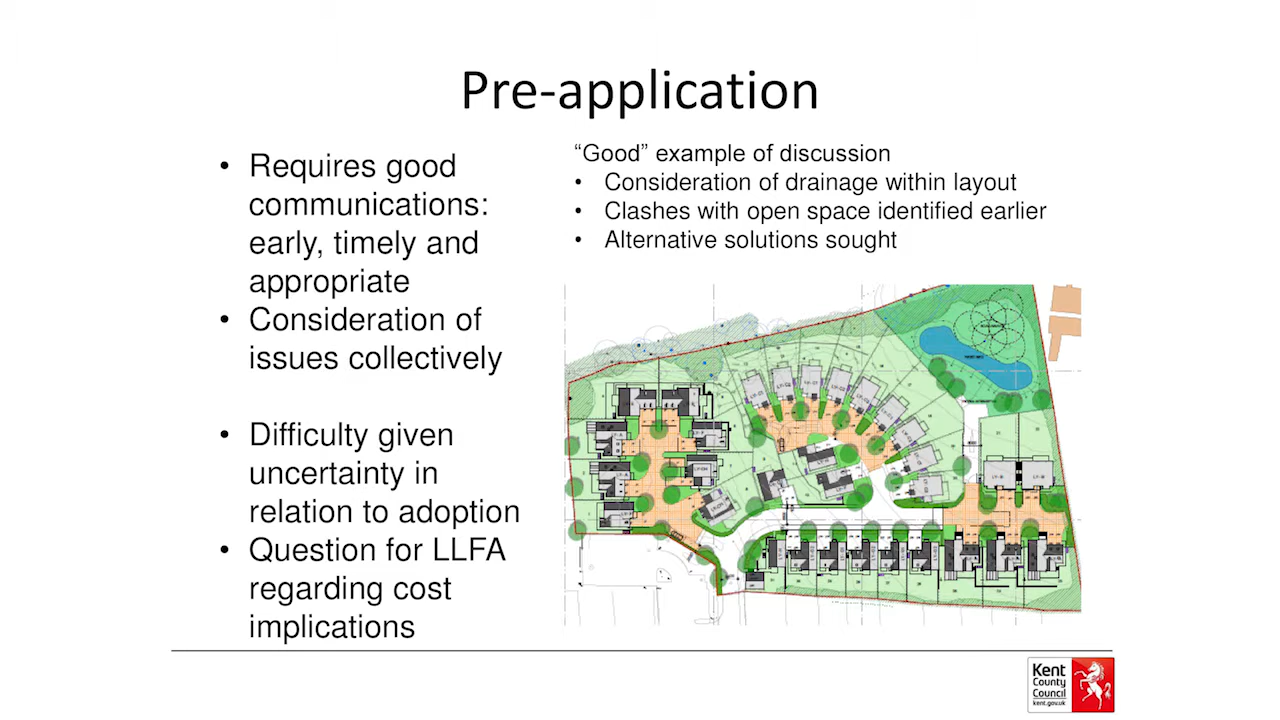 Pre-application
• Requires good
communications:
early, timely and
appropriate
• Consideration of
issues collectively
• Difficulty given
uncertainty in
relation to adoption
• Question for LLFA
regarding cost
implications
“Good” example of discussion
• Consideration of drainage within layout
• Clashes with open space identified earlier
• Alternative solutions sought
Kent
County
Council
kent.gov.uk